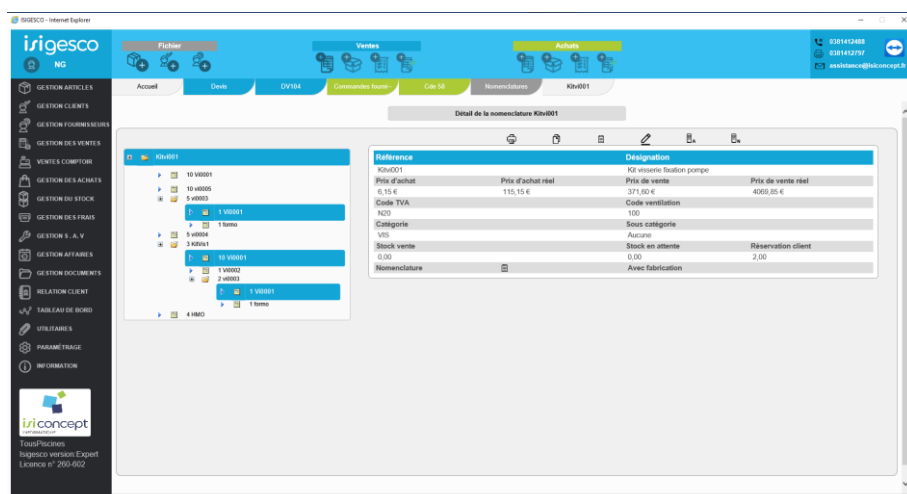 ISIGESCO - Internet Explorer
isigesco
NG
Fichier
Ventes
Achats
0381412488
0381412797
assistance@isiconcept.fr
Accueil
Devis
DV104
Cde 58
Nomenclatures
Kitvi001
GESTION ARTICLES
GESTION CLIENTS
GESTION FOURNISSEURS
GESTION DES VENTES
VENTES COMPTOIR
GESTION DES ACHATS
GESTION DU STOCK
GESTION DES FRAIS
GESTION S . A. V
GESTION AFFAIRES
GESTION DOCUMENTS
RELATION CLIENT
TABLEAU DE BORD
UTILITAIRES
PARAMÉTRAGE
INFORMATION
isiconcept
TousPiscines
Isigesco version Expert
Licence n° 260-602
Détail de la nomenclature Kitvi001
Kitvi001
10 Vi0001
10 vi0005
5 vi0003
1 Vi0001
1 formo
5 vi0004
3 KitVis1
10 Vi0001
1 Vi0002
2 vi0003
1 Vi0001
1 formo
4 HMO
Référence Désignation
Kitvi001 Kit visserie fixation pompe
Prix d'achat Prix d'achat réel Prix de vente Prix de vente réel
6,15 € 115,15 € 371,60 € 4069,85 €
Code TVA Code ventilation
N20 100
Catégorie Sous catégorie
VIS Aucune
Stock vente Stock en attente Réservation client
0,00 0,00 2,00
Nomenclature Avec fabrication